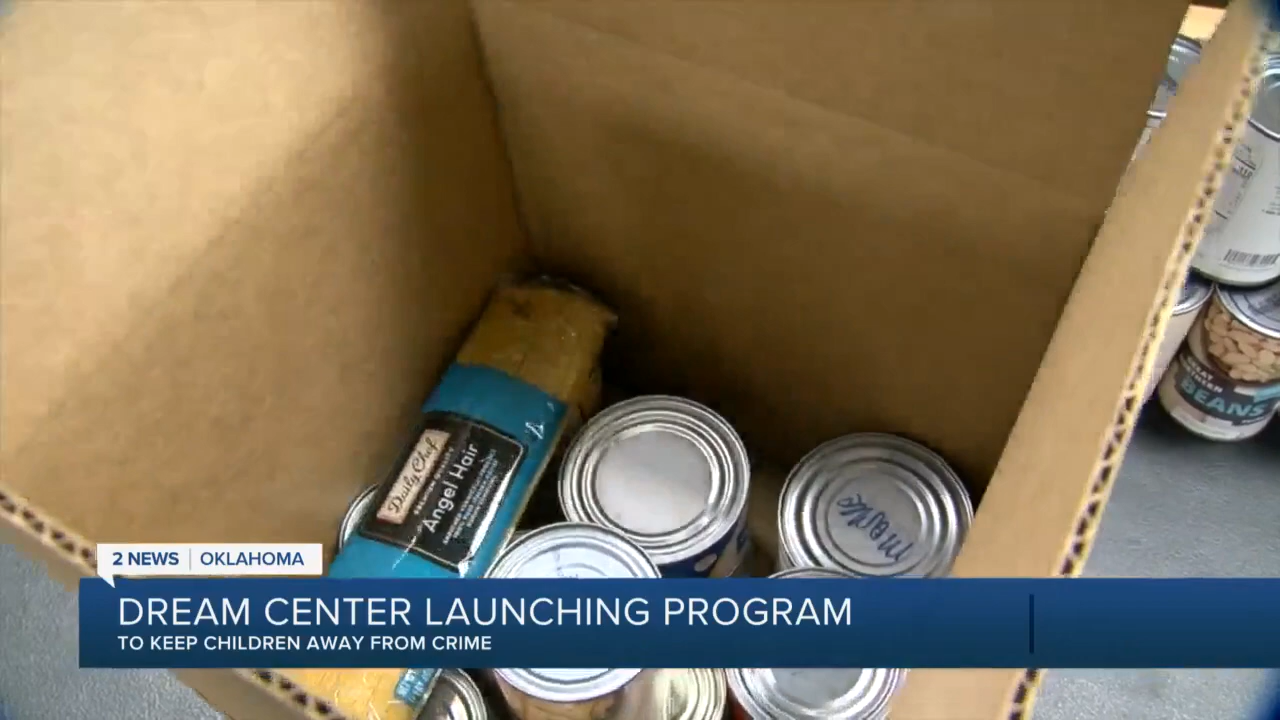 Daily Chef
Angel Hair
BEANS
2 NEWS | OKLAHOMA
DREAM CENTER LAUNCHING PROGRAM
TO KEEP CHILDREN AWAY FROM CRIME